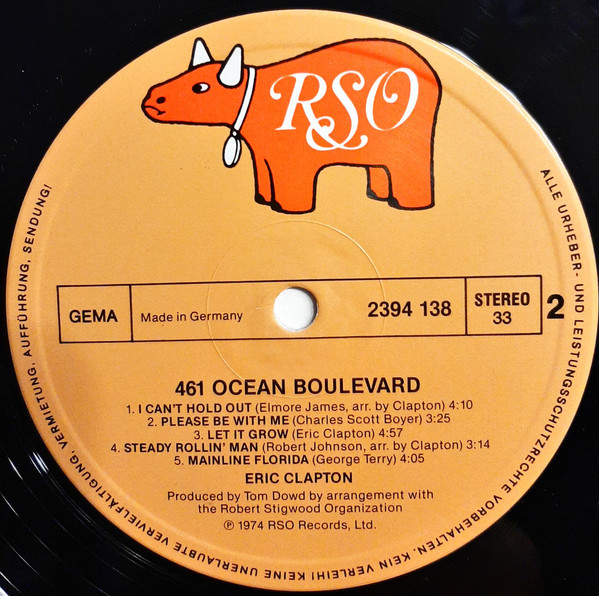 RSO
GEMA
Made in Germany
2394 138
STEREO
33
2
461 OCEAN BOULEVARD
1. I CAN'T HOLD OUT (Elmore James, arr. by Clapton) 4:10
2. PLEASE BE WITH ME (Charles Scott Boyer) 3:25
3. LET IT GROW (Eric Clapton) 4:57
4. STEADY ROLLIN' MAN (Robert Johnson, arr. by Clapton) 3:14
5. MAINLINE FLORIDA (George Terry) 4:05
ERIC CLAPTON
Produced by Tom Dowd by arrangement with
the Robert Stigwood Organization
℗ 1974 RSO Records, Ltd.
ALLE URHEBER- UND LEISTUNGSSCHUTZRECHTE VORBEHALTEN. KEIN VERLEIH! KEINE UNERLAUBTE VERVIELFÄLTIGUNG, VERMIETUNG, AUFFÜHRUNG, SENDUNG!